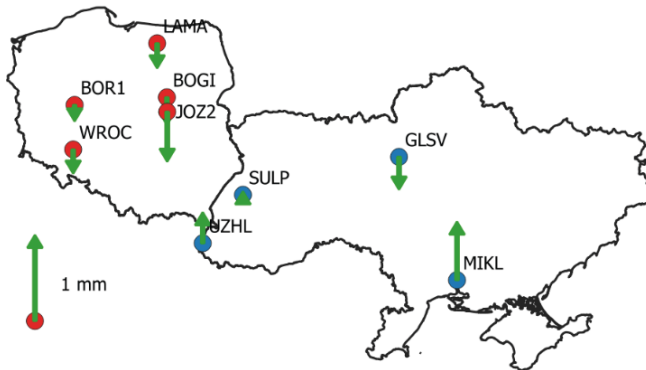 LAMA
BOR1
BOGI
JOZ2
WROC
GLSV
SULP
UZHL
MIKL
1 mm